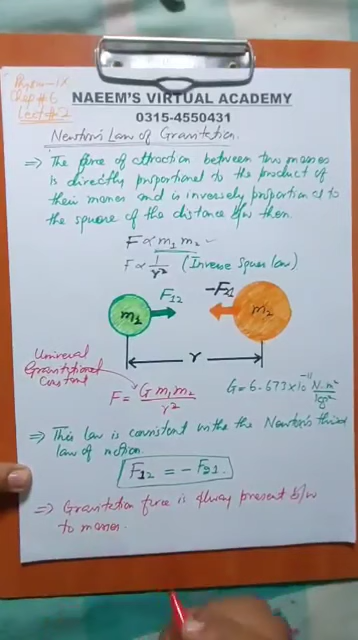 Physics-IX
Chap#6
Lect#2
NAEEM'S VIRTUAL ACADEMY
0315-4550431
Newton's Law of Gravitation.
⇒ The force of attraction between two masses
is directly proportional to the product of
their masses and is inversely proportional to
the square of the distance b/w them.
F ∝ m₁ m₂
F ∝ 1/r² (Inverse Square law)
F₁₂
-F₂₁
m₁
m₂
r
Universal
Gravitational
Constant
F = G m₁m₂/r²
G = 6.673×10⁻¹¹ N·m²/kg²
⇒ This law is consistent with the Newton's third
law of motion.
F₁₂ = - F₂₁.
⇒ Gravitation force is always present b/w
to masses.